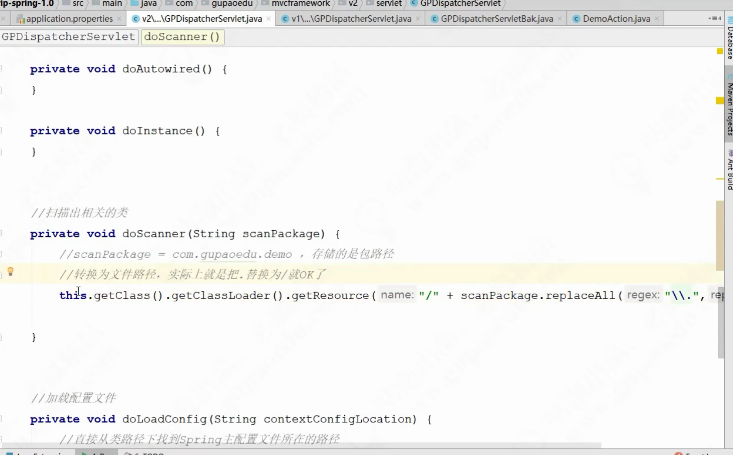 ip-spring-1.0 src main java com gupaoedu mvcframework v2 servlet GPDispatcherServlet
application.properties v2\...\GPDispatcherServlet.java v1\...\GPDispatcherServlet.java GPDispatcherServletBak.java DemoAction.java
GPDispatcherServlet doScanner()
private void doAutowired() {
}
private void doInstance() {
}
//扫描出相关的类
private void doScanner(String scanPackage) {
//scanPackage = com.gupaoedu.demo ，存储的是包路径
//转换为文件路径，实际上就是把.替换为/就OK了
this.getClass().getClassLoader().getResource( name: "/" + scanPackage.replaceAll( regex: "\\.", rep
}
//加载配置文件
private void doLoadConfig(String contextConfigLocation) {
//直接从类路径下找到Spring主配置文件所在的路径
Database
Maven Projects
Ant Build